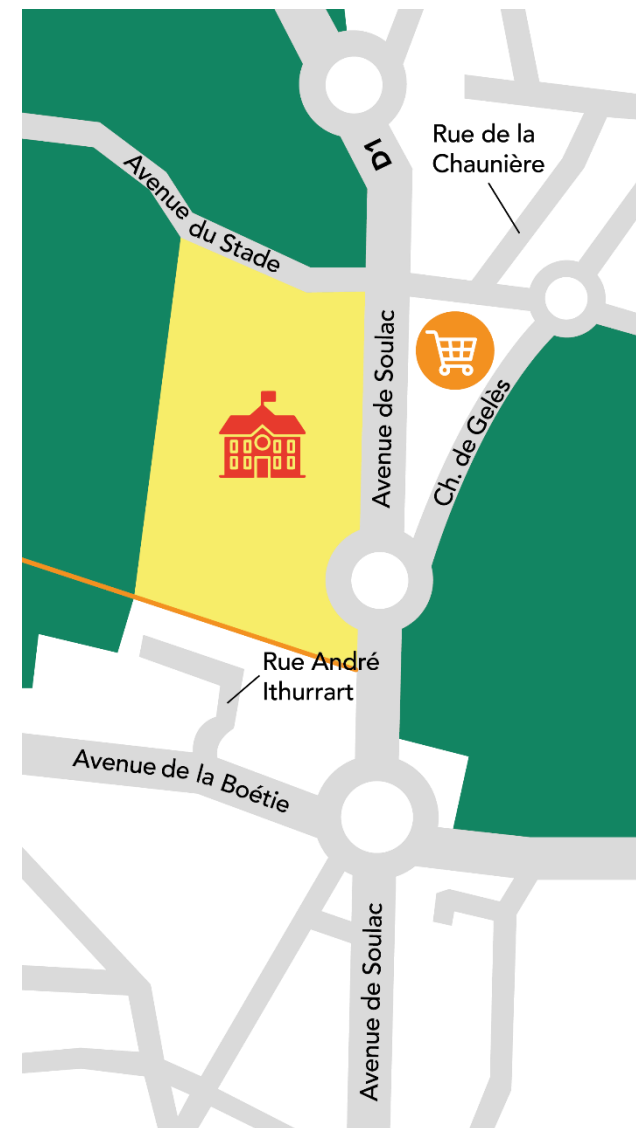 D1
Rue de la
Chaunière
Avenue du Stade
Avenue de Soulac
Ch. de Gelès
Rue André
Ithurrart
Avenue de la Boétie
Avenue de Soulac